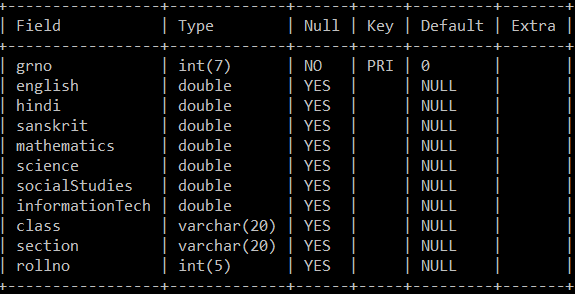 +-----------------+-------------+------+-----+---------+-------+
| Field           | Type        | Null | Key | Default | Extra |
+-----------------+-------------+------+-----+---------+-------+
| grno            | int(7)      | NO   | PRI | 0       |       |
| english         | double      | YES  |     | NULL    |       |
| hindi           | double      | YES  |     | NULL    |       |
| sanskrit        | double      | YES  |     | NULL    |       |
| mathematics     | double      | YES  |     | NULL    |       |
| science         | double      | YES  |     | NULL    |       |
| socialStudies   | double      | YES  |     | NULL    |       |
| informationTech | double      | YES  |     | NULL    |       |
| class           | varchar(20) | YES  |     | NULL    |       |
| section         | varchar(20) | YES  |     | NULL    |       |
| rollno          | int(5)      | YES  |     | NULL    |       |
+-----------------+-------------+------+-----+---------+-------+